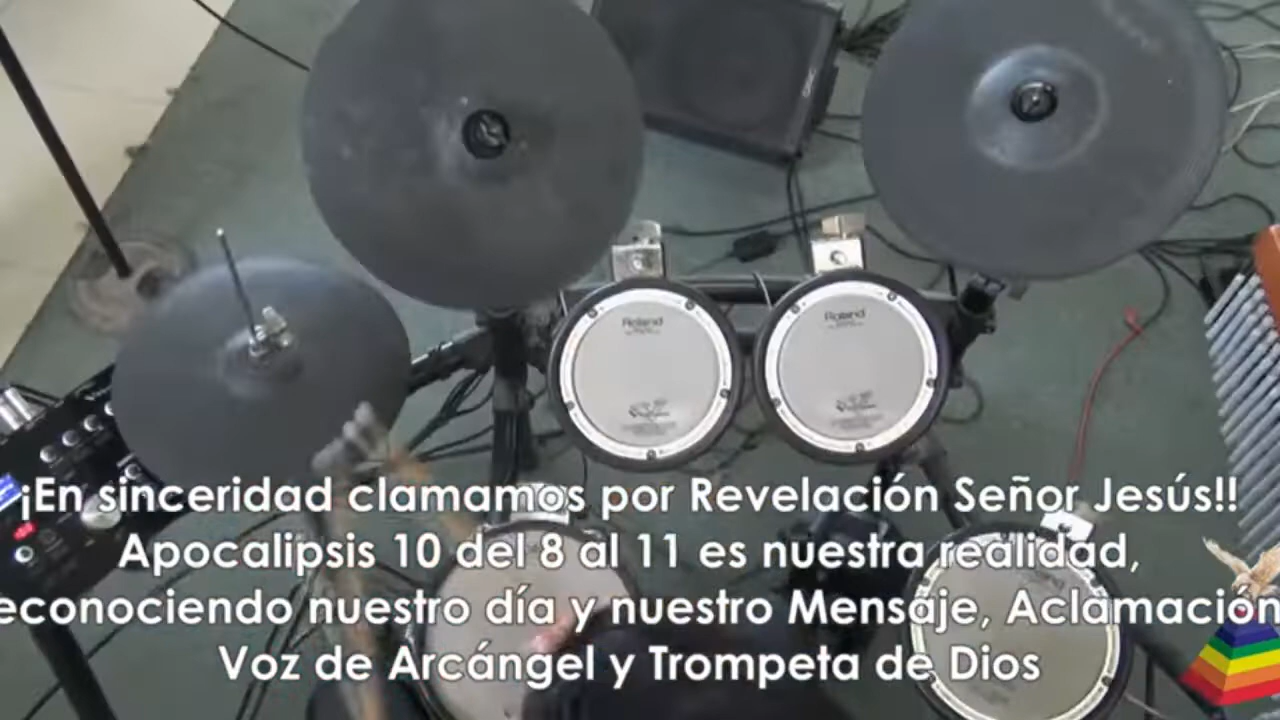 Roland
Roland
¡En sinceridad clamamos por Revelación Señor Jesús!!
Apocalipsis 10 del 8 al 11 es nuestra realidad,
econociendo nuestro día y nuestro Mensaje, Aclamación
Voz de Arcángel y Trompeta de Dios